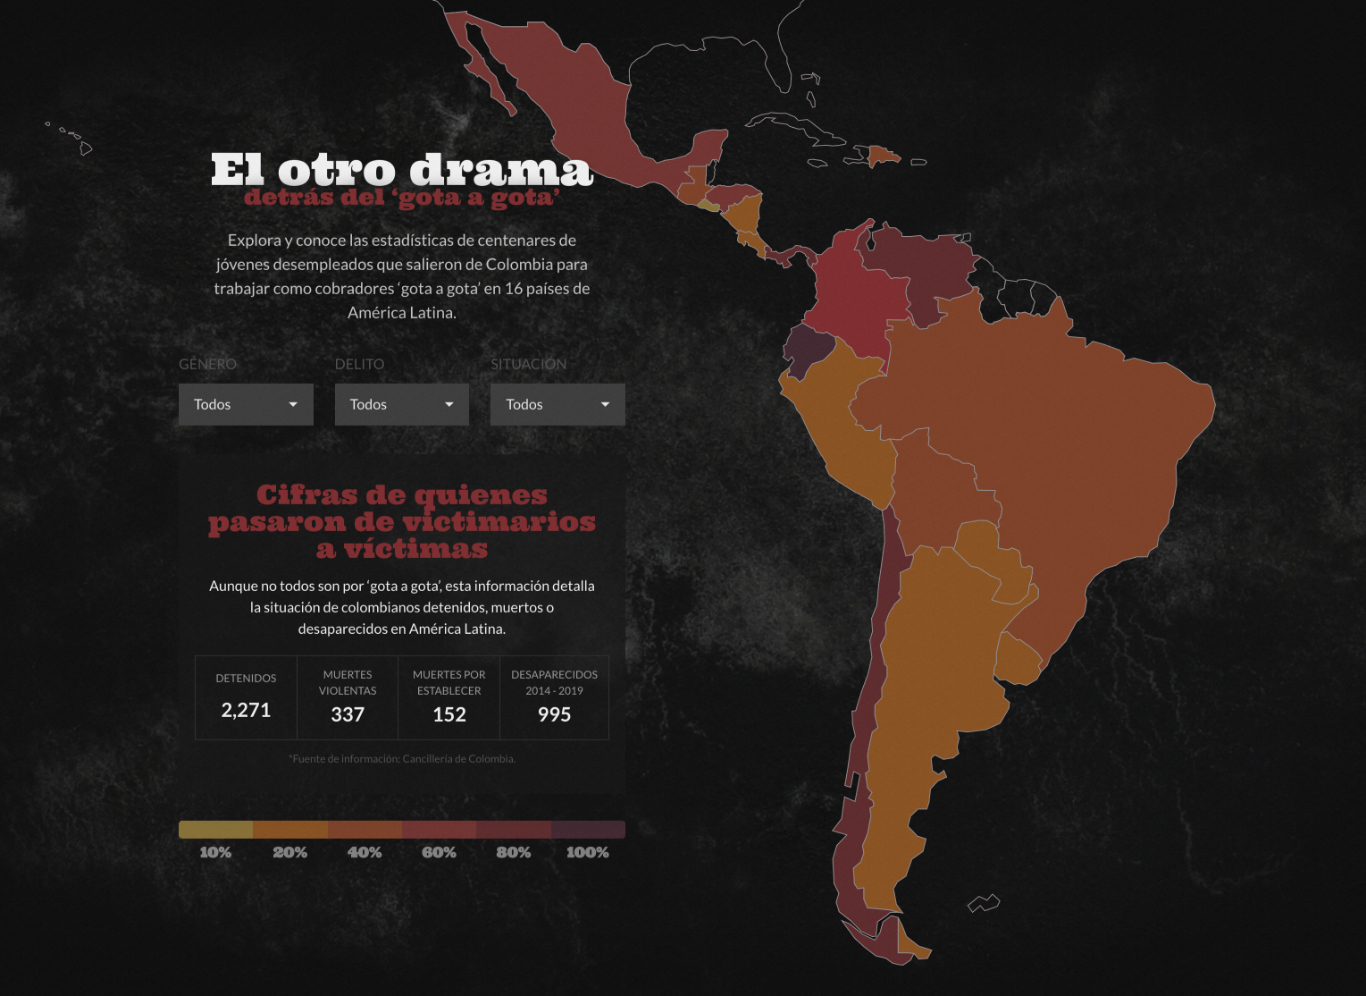 El otro drama
detrás del ‘gota a gota’
Explora y conoce las estadísticas de centenares de
jóvenes desempleados que salieron de Colombia para
trabajar como cobradores ‘gota a gota’ en 16 países de
América Latina.
GÉNERO
DELITO
SITUACIÓN
Todos
Todos
Todos
Cifras de quienes
pasaron de victimarios
a víctimas
Aunque no todos son por ‘gota a gota’, esta información detalla
la situación de colombianos detenidos, muertos o
desaparecidos en América Latina.
DETENIDOS
2,271
MUERTES
VIOLENTAS
337
MUERTES POR
ESTABLECER
152
DESAPARECIDOS
2014 - 2019
995
*Fuente de información: Cancillería de Colombia.
10% 20% 40% 60% 80% 100%